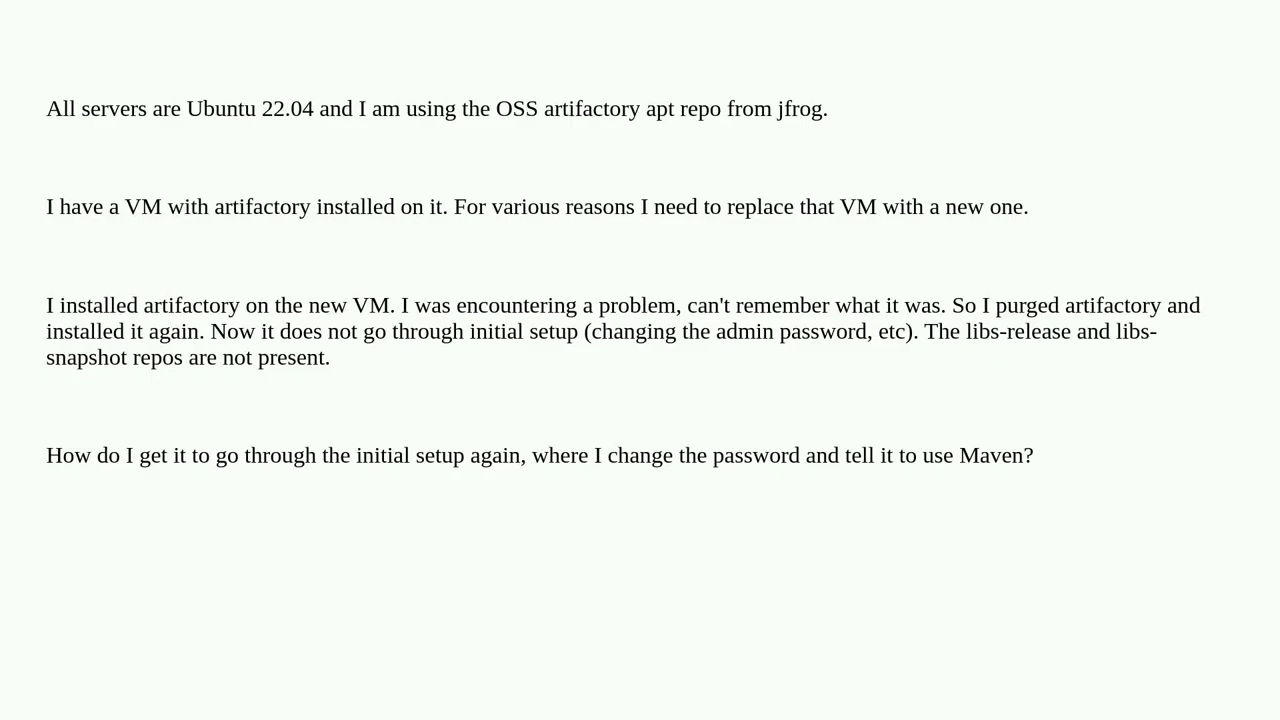 All servers are Ubuntu 22.04 and I am using the OSS artifactory apt repo from jfrog.
I have a VM with artifactory installed on it. For various reasons I need to replace that VM with a new one.
I installed artifactory on the new VM. I was encountering a problem, can't remember what it was. So I purged artifactory and
installed it again. Now it does not go through initial setup (changing the admin password, etc). The libs-release and libs-
snapshot repos are not present.
How do I get it to go through the initial setup again, where I change the password and tell it to use Maven?